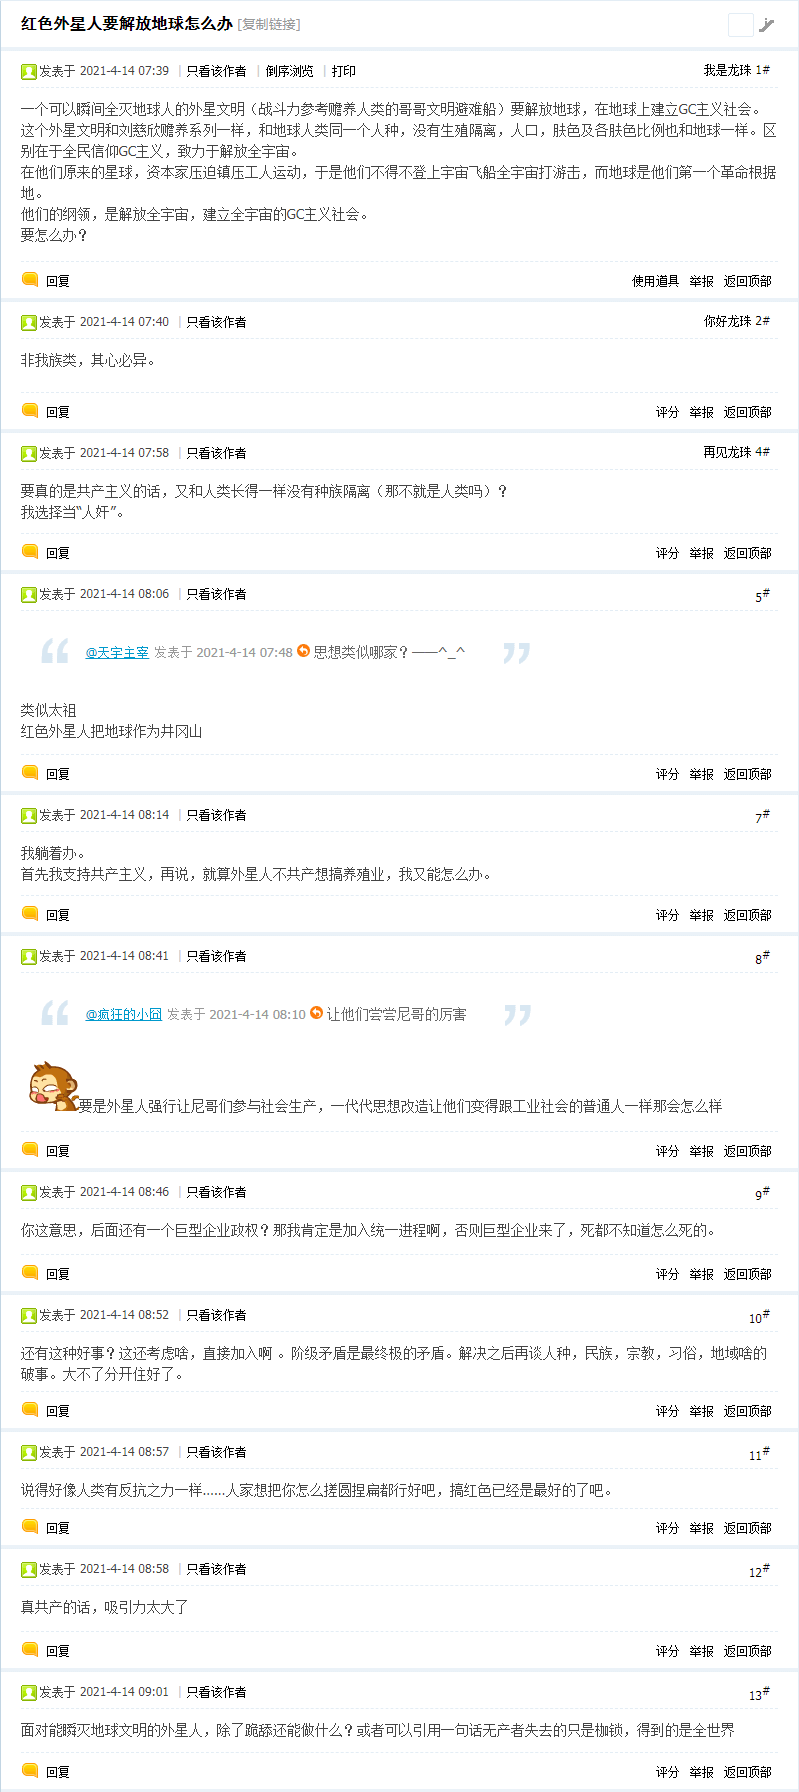 红色外星人要解放地球怎么办 [复制链接]
发表于 2021-4-14 07:39 |只看该作者 |倒序浏览 |打印 我是龙珠 1#
一个可以瞬间全灭地球人的外星文明（战斗力参考赡养人类的哥哥文明避难船）要解放地球，在地球上建立GC主义社会。
这个外星文明和刘慈欣赡养系列一样，和地球人类同一个人种，没有生殖隔离，人口，肤色及各肤色比例也和地球一样。区
别在于全民信仰GC主义，致力于解放全宇宙。
在他们原来的星球，资本家压迫镇压工人运动，于是他们不得不登上宇宙飞船全宇宙打游击，而地球是他们第一个革命根据
地。
他们的纲领，是解放全宇宙，建立全宇宙的GC主义社会。
要怎么办？
回复 使用道具 举报 返回顶部
发表于 2021-4-14 07:40 |只看该作者 你好龙珠 2#
非我族类，其心必异。
回复 评分 举报 返回顶部
发表于 2021-4-14 07:58 |只看该作者 再见龙珠 4#
要真的是共产主义的话，又和人类长得一样没有种族隔离（那不就是人类吗）？
我选择当“人奸”。
回复 评分 举报 返回顶部
发表于 2021-4-14 08:06 |只看该作者 5#
“ @天宇主宰 发表于 2021-4-14 07:48 思想类似哪家？——^_^ ”
类似太祖
红色外星人把地球作为井冈山
回复 评分 举报 返回顶部
发表于 2021-4-14 08:14 |只看该作者 7#
我躺着办。
首先我支持共产主义，再说，就算外星人不共产想搞养殖业，我又能怎么办。
回复 评分 举报 返回顶部
发表于 2021-4-14 08:41 |只看该作者 8#
“ @疯狂的小囧 发表于 2021-4-14 08:10 让他们尝尝尼哥的厉害 ”
要是外星人强行让尼哥们参与社会生产，一代代思想改造让他们变得跟工业社会的普通人一样那会怎么样
回复 评分 举报 返回顶部
发表于 2021-4-14 08:46 |只看该作者 9#
你这意思，后面还有一个巨型企业政权？那我肯定是加入统一进程啊，否则巨型企业来了，死都不知道怎么死的。
回复 评分 举报 返回顶部
发表于 2021-4-14 08:52 |只看该作者 10#
还有这种好事？这还考虑啥，直接加入啊 。阶级矛盾是最终极的矛盾。解决之后再谈人种，民族，宗教，习俗，地域啥的
破事。大不了分开住好了。
回复 评分 举报 返回顶部
发表于 2021-4-14 08:57 |只看该作者 11#
说得好像人类有反抗之力一样......人家想把你怎么搓圆捏扁都行好吧，搞红色已经是最好的了吧。
回复 评分 举报 返回顶部
发表于 2021-4-14 08:58 |只看该作者 12#
真共产的话，吸引力太大了
回复 评分 举报 返回顶部
发表于 2021-4-14 09:01 |只看该作者 13#
面对能瞬灭地球文明的外星人，除了跪舔还能做什么？或者可以引用一句话无产者失去的只是枷锁，得到的是全世界
回复 评分 举报 返回顶部